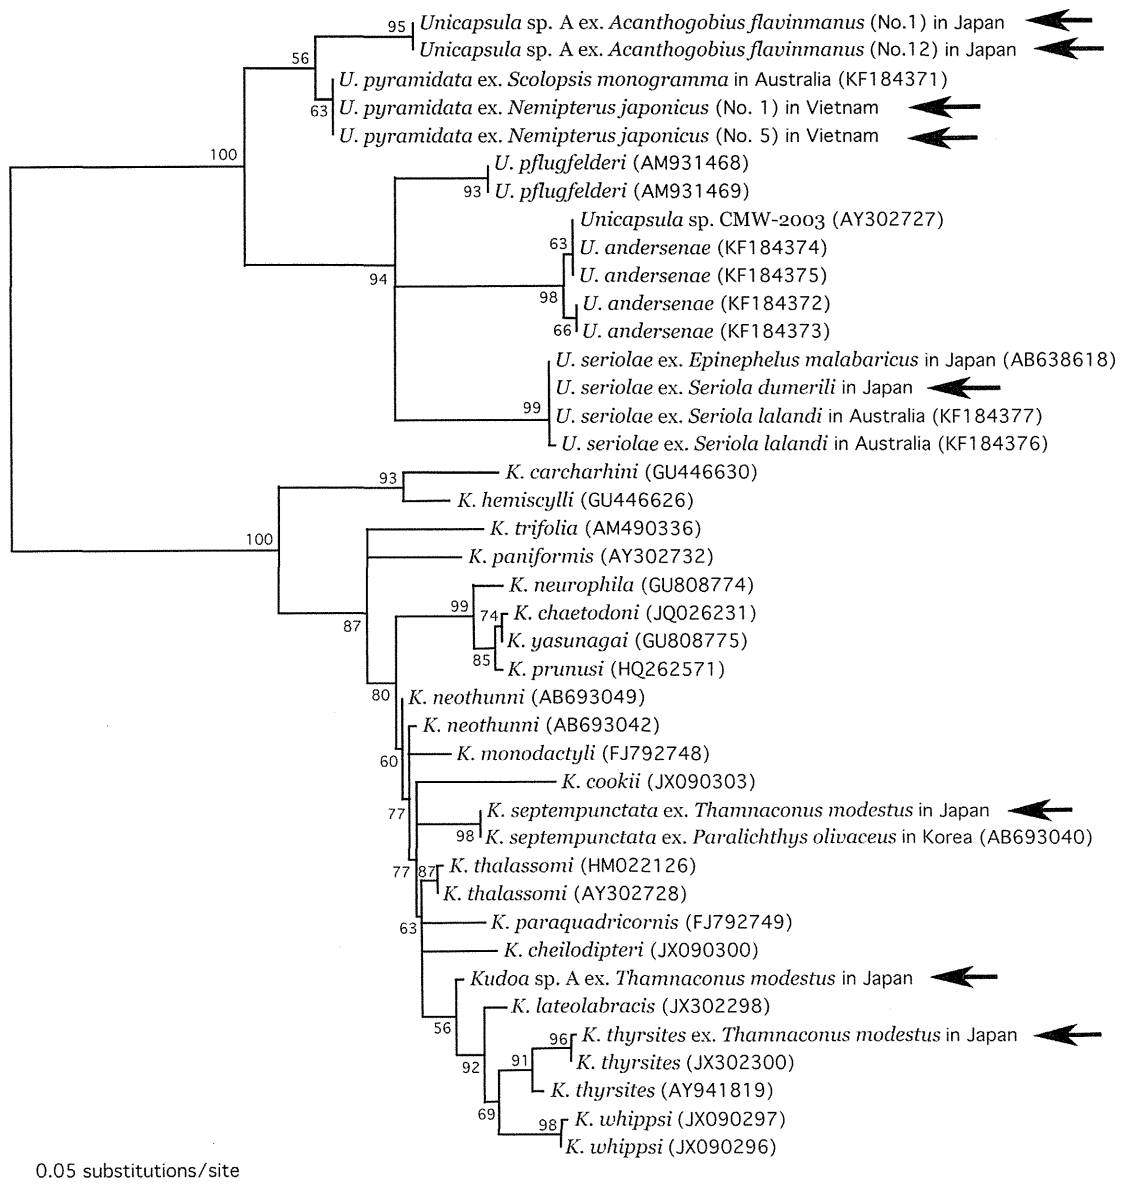 95 Unicapsula sp. A ex. Acanthogobius flavinmanus (No.1) in Japan
Unicapsula sp. A ex. Acanthogobius flavinmanus (No.12) in Japan
56
U. pyramidata ex. Scolopsis monogramma in Australia (KF184371)
U. pyramidata ex. Nemipterus japonicus (No. 1) in Vietnam
63
U. pyramidata ex. Nemipterus japonicus (No. 5) in Vietnam
100
U. pflugfelderi (AM931468)
93 U. pflugfelderi (AM931469)
Unicapsula sp. CMW-2003 (AY302727)
63 U. andersenae (KF184374)
94
U. andersenae (KF184375)
98
U. andersenae (KF184372)
66 U. andersenae (KF184373)
U. seriolae ex. Epinephelus malabaricus in Japan (AB638618)
U. seriolae ex. Seriola dumerili in Japan
99
U. seriolae ex. Seriola lalandi in Australia (KF184377)
U. seriolae ex. Seriola lalandi in Australia (KF184376)
93 K. carcharhini (GU446630)
K. hemiscylli (GU446626)
K. trifolia (AM490336)
100
K. paniformis (AY302732)
K. neurophila (GU808774)
99
74 K. chaetodoni (JQ026231)
87
K. yasunagai (GU808775)
85
K. prunusi (HQ262571)
80
K. neothunni (AB693049)
K. neothunni (AB693042)
K. monodactyli (FJ792748)
60
K. cookii (JX090303)
77
K. septempunctata ex. Thamnaconus modestus in Japan
98 K. septempunctata ex. Paralichthys olivaceus in Korea (AB693040)
77 87 K. thalassomi (HM022126)
K. thalassomi (AY302728)
63
K. paraquadricornis (FJ792749)
K. cheilodipteri (JX090300)
Kudoa sp. A ex. Thamnaconus modestus in Japan
K. lateolabracis (JX302298)
56
96 K. thyrsites ex. Thamnaconus modestus in Japan
92 91 K. thyrsites (JX302300)
K. thyrsites (AY941819)
69
98 K. whippsi (JX090297)
K. whippsi (JX090296)
0.05 substitutions/site